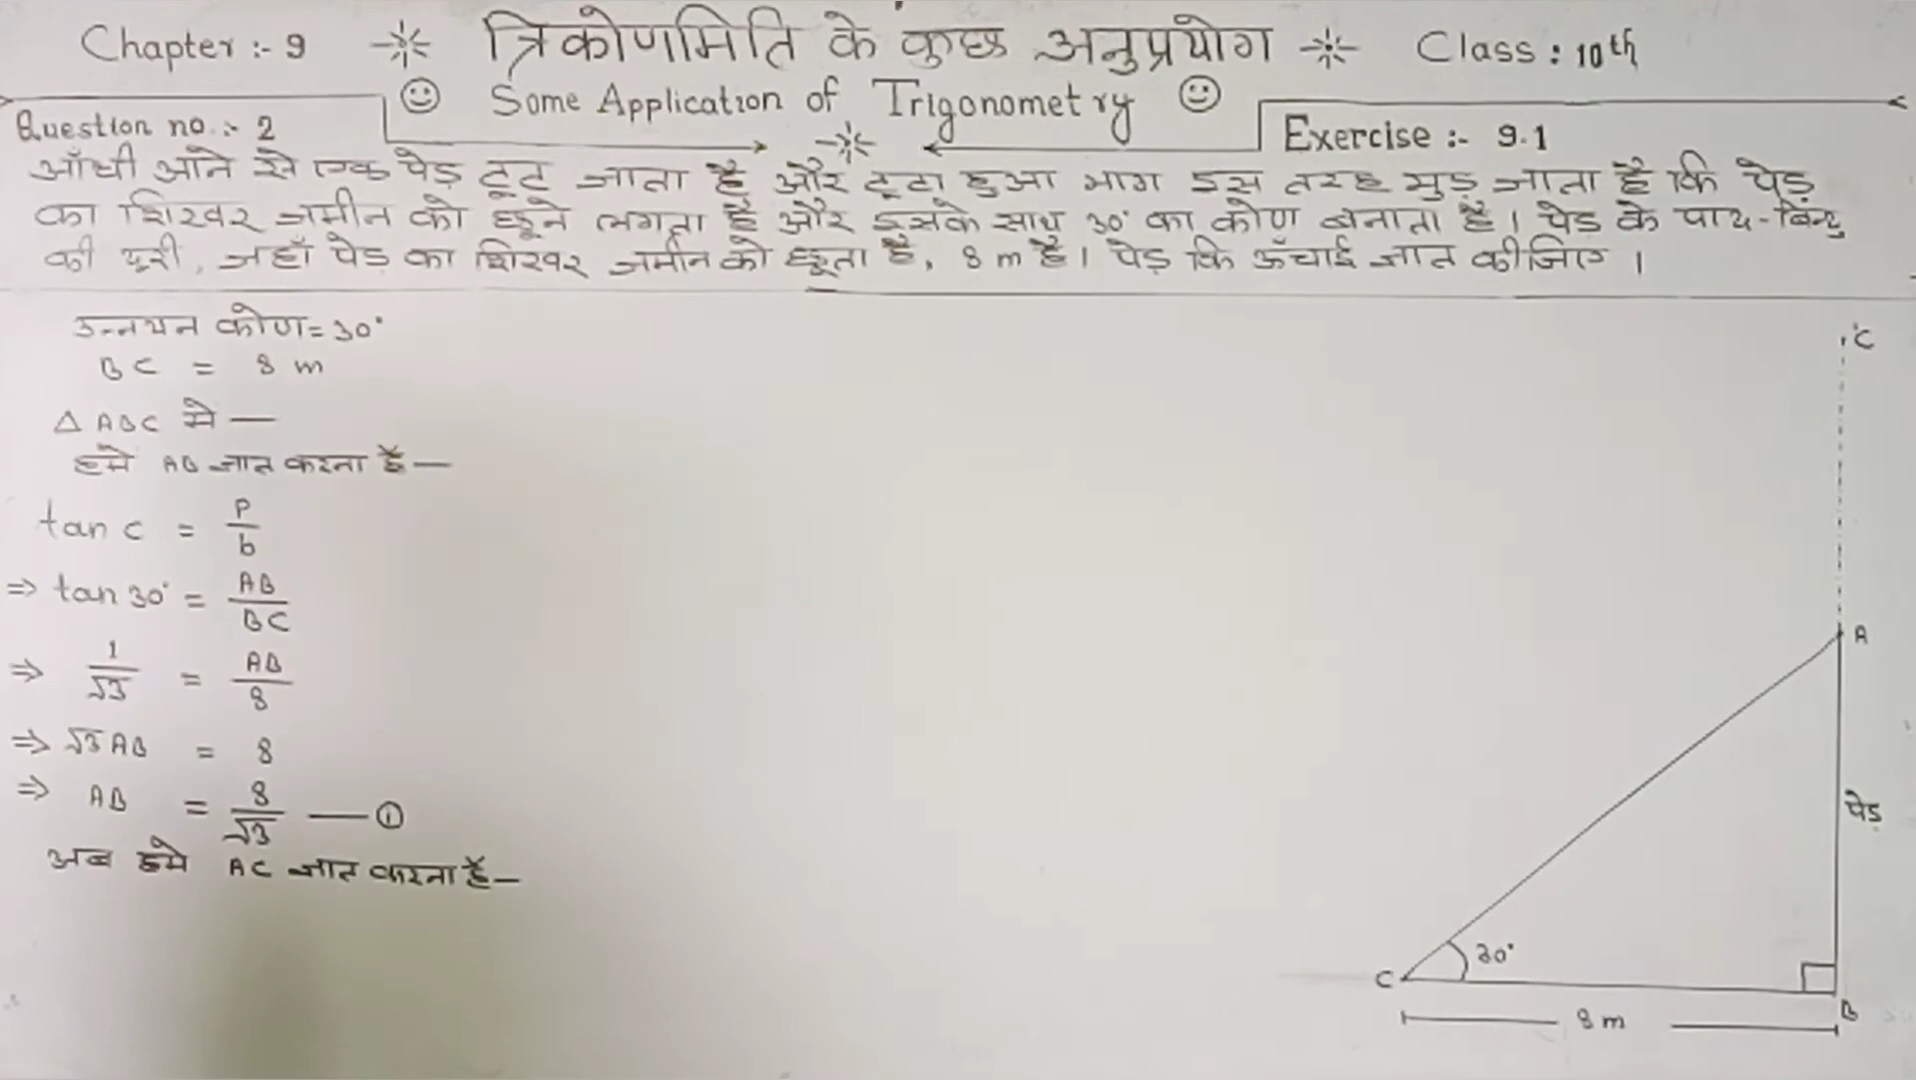 Chapter :- 9 त्रिकोणमिति के कुछ अनुप्रयोग Class : 10th
Some Application of Trigonometry
Question no :- 2
Exercise :- 9.1
आँधी आने से एक पेड़ टूट जाता है और टूटा हुआ भाग इस तरह मुड़ जाता है कि पेड़
का शिखर जमीन को छूने लगता है और इसके साथ 30° का कोण बनाता है। पेड़ के पाद-बिन्दु
की दूरी, जहाँ पेड़ का शिखर जमीन को छूता है, 8 m है। पेड़ कि ऊँचाई ज्ञात कीजिए ।
उन्नयन कोण = 30°
BC = 8 m
△ ABC मे —
हमे AB ज्ञात करना है —
tan C = P/b
⇒ tan 30° = AB/BC
⇒ 1/√3 = AB/8
⇒ √3 AB = 8
⇒ AB = 8/√3 — ①
अब हमे AC ज्ञात करना है —
C'
A
पेड़
C 30°
B
8 m